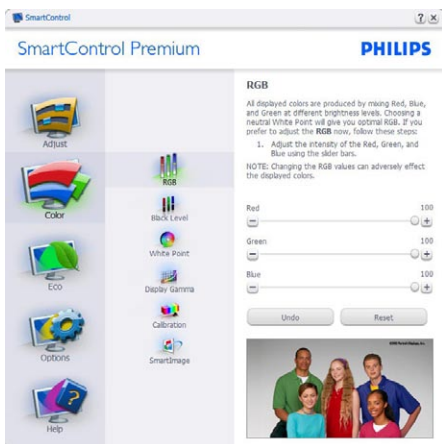 SmartControl
? x
SmartControl Premium
PHILIPS
Adjust
Color
Eco
Options
Help
RGB
Black Level
White Point
Display Gamma
Calibration
SmartImage
RGB
All displayed colors are produced by mixing Red, Blue,
and Green at different brightness levels. Choosing a
neutral White Point will give you optimal RGB. If you
prefer to adjust the RGB now, follow these steps:
1. Adjust the intensity of the Red, Green, and
Blue using the slider bars.
NOTE: Changing the RGB values can adversely effect
the displayed colors.
Red 100
Green 100
Blue 100
Undo Reset